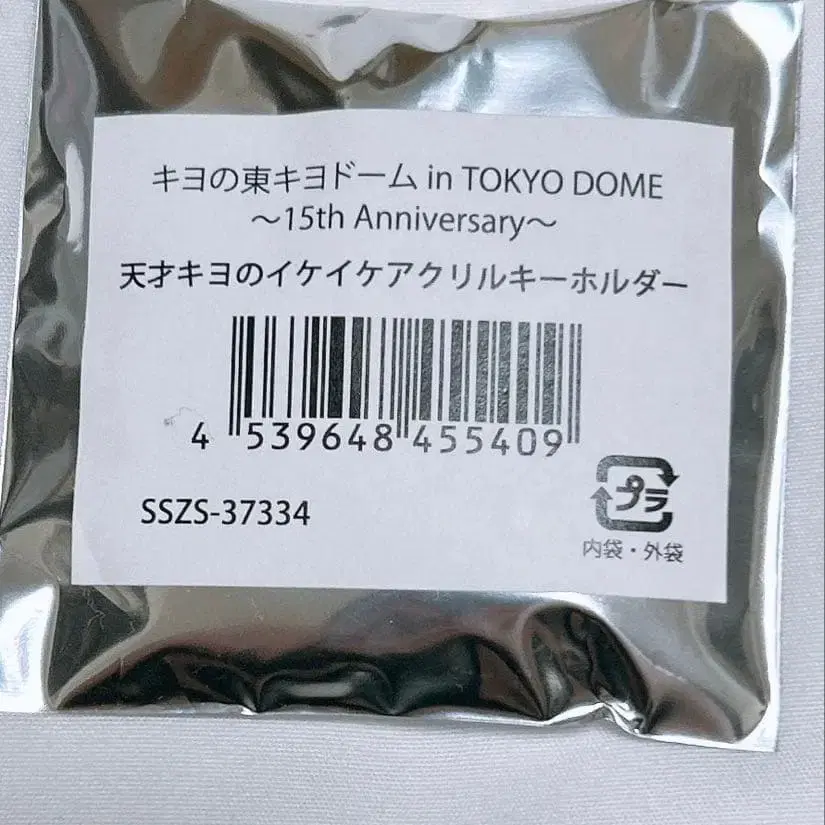 キヨの東キヨドーム in TOKYO DOME
～15th Anniversary～
天才キヨのイケイケアクリルキーホルダー
4 539648 455409
SSZS-37334
プラ
内袋・外袋